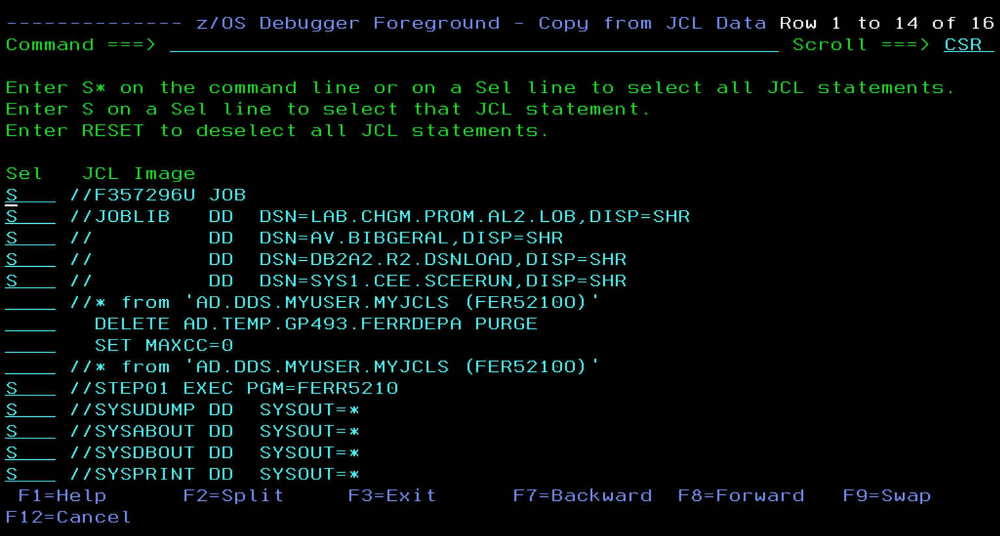 -------------- z/OS Debugger Foreground - Copy from JCL Data Row 1 to 14 of 16
Command ===> ________________________________________________ Scroll ===> CSR
Enter S* on the command line or on a Sel line to select all JCL statements.
Enter S on a Sel line to select that JCL statement.
Enter RESET to deselect all JCL statements.
Sel   JCL Image
S    //F357296U JOB
S    //JOBLIB   DD  DSN=LAB.CHGM.PROM.AL2.LOB,DISP=SHR
S    //         DD  DSN=AV.BIBGERAL,DISP=SHR
S    //         DD  DSN=DB2A2.R2.DSNLOAD,DISP=SHR
S    //         DD  DSN=SYS1.CEE.SCEERUN,DISP=SHR
____ //* from 'AD.DDS.MYUSER.MYJCLS (FER5210O)'
____   DELETE AD.TEMP.GP493.FERRDEPA PURGE
____   SET MAXCC=0
____ //* from 'AD.DDS.MYUSER.MYJCLS (FER5210O)'
S    //STEP01 EXEC PGM=FERR5210
S    //SYSUDUMP DD  SYSOUT=*
S    //SYSABOUT DD  SYSOUT=*
S    //SYSDBOUT DD  SYSOUT=*
S    //SYSPRINT DD  SYSOUT=*
F1=Help      F2=Split     F3=Exit      F7=Backward  F8=Forward   F9=Swap
F12=Cancel